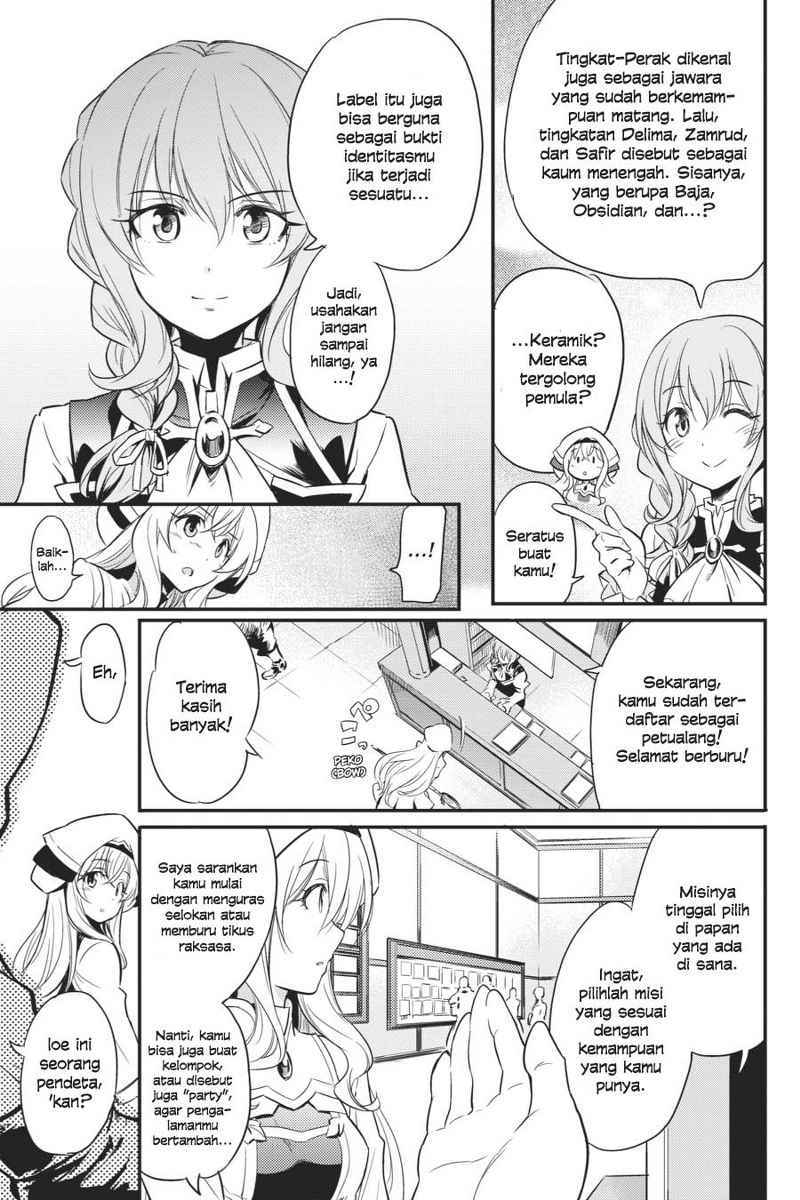 Tingkat-Perak dikenal
juga sebagai jawara
yang sudah berkemam-
puan matang. Lalu,
tingkatan Delima, Zamrud,
dan Safir disebut sebagai
kaum menengah. Sisanya,
yang berupa Baja,
Obsidian, dan...?
...Keramik?
Mereka
tergolong
pemula?
Seratus
buat
kamu!
Label itu juga
bisa berguna
sebagai bukti
identitasmu
jika terjadi
sesuatu...
Jadi,
usahakan
jangan
sampai
hilang, ya
...!
...!
Baik-
lah...
Sekarang,
kamu sudah ter-
daftar sebagai
petualang!
Selamat berburu!
ペこっ
PEKO
(BOW)
Terima
kasih
banyak!
Eh,
Misinya
tinggal pilih
di papan
yang ada
di sana.
Ingat,
pilihlah misi
yang sesuai
dengan
kemampuan
yang kamu
punya.
Saya sarankan
kamu mulai
dengan menguras
selokan atau
memburu tikus
raksasa.
Nanti, kamu
bisa juga buat
kelompok,
atau disebut
juga "party",
agar penga-
lamanmu
bertambah...
loe ini
seorang
pendeta,
'kan?